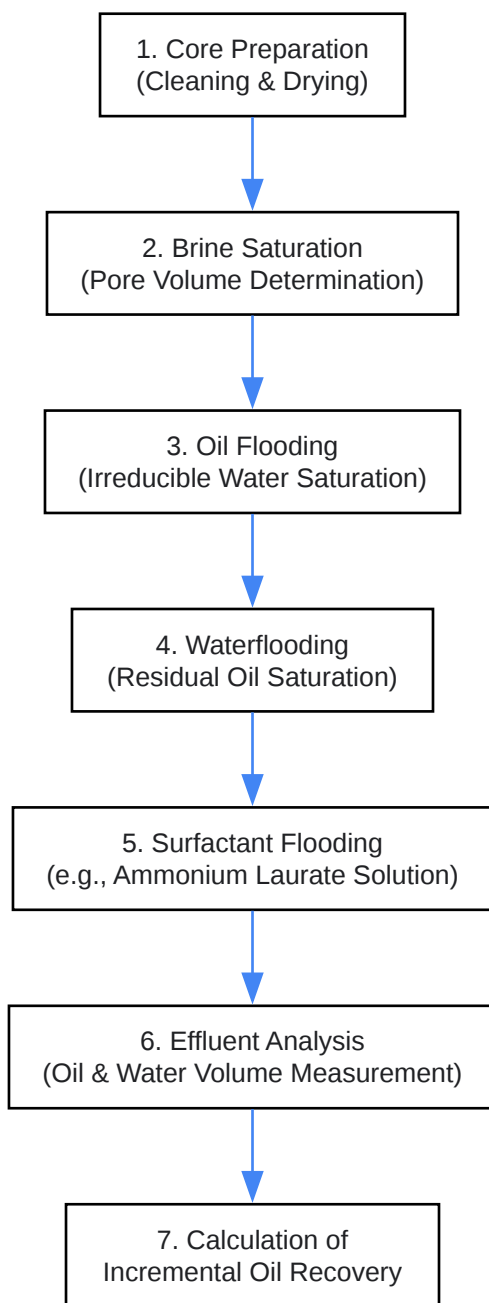 1. Core Preparation
(Cleaning & Drying)
2. Brine Saturation
(Pore Volume Determination)
3. Oil Flooding
(Irreducible Water Saturation)
4. Waterflooding
(Residual Oil Saturation)
5. Surfactant Flooding
(e.g., Ammonium Laurate Solution)
6. Effluent Analysis
(Oil & Water Volume Measurement)
7. Calculation of
Incremental Oil Recovery